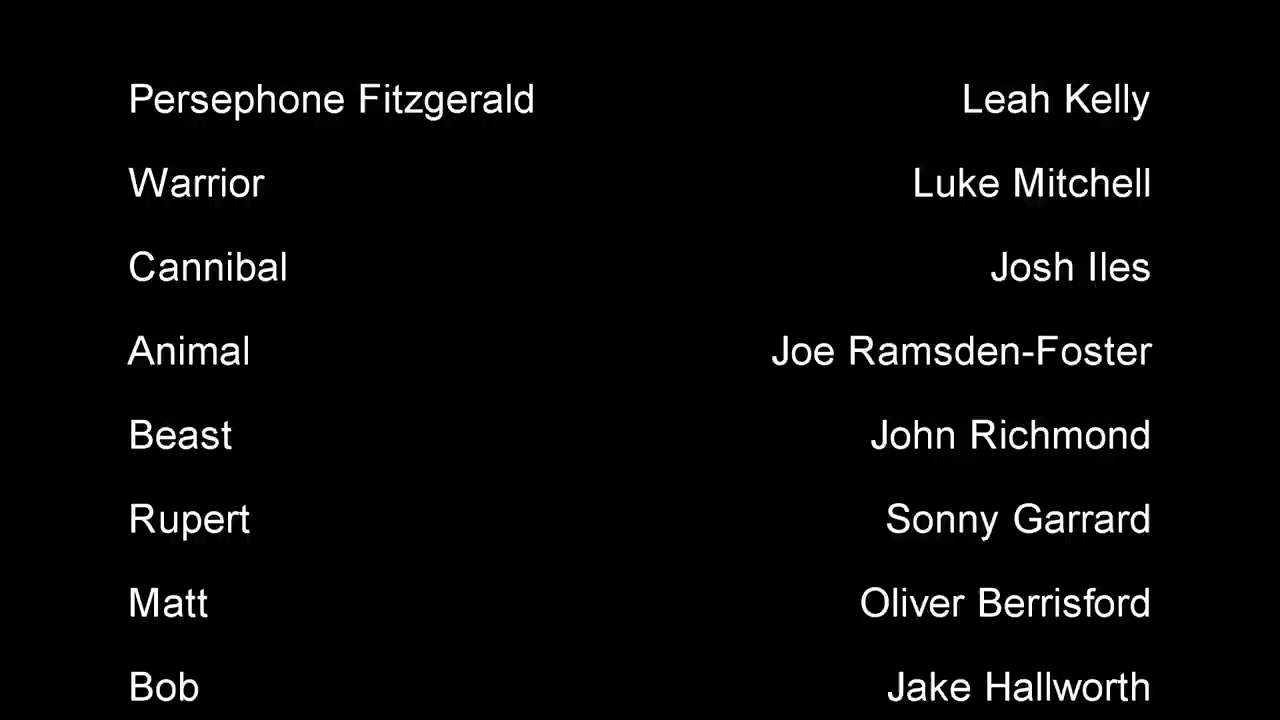 Persephone Fitzgerald Leah Kelly
Warrior Luke Mitchell
Cannibal Josh Iles
Animal Joe Ramsden-Foster
Beast John Richmond
Rupert Sonny Garrard
Matt Oliver Berrisford
Bob Jake Hallworth